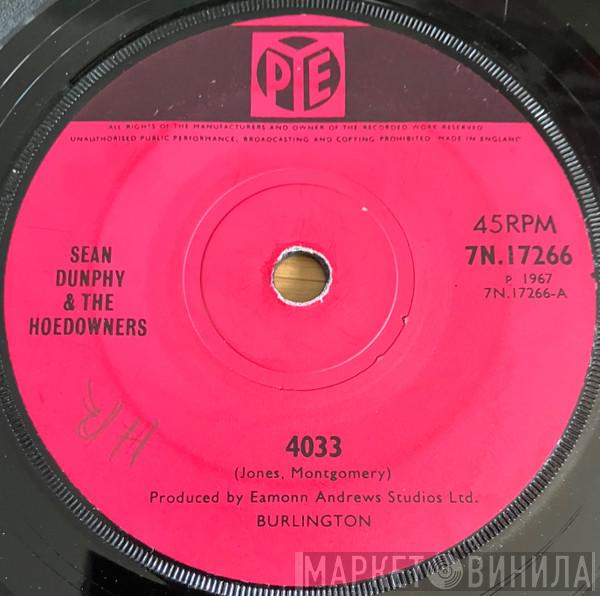 PYE
ALL RIGHTS OF THE MANUFACTURERS AND OWNER OF THE RECORDED WORK RESERVED
UNAUTHORISED PUBLIC PERFORMANCE, BROADCASTING AND COPYING PROHIBITED. MADE IN ENGLAND
SEAN
DUNPHY
& THE
HOEDOWNERS
45RPM
7N.17266
P 1967
7N.17266-A
HR
4033
(Jones, Montgomery)
Produced by Eamonn Andrews Studios Ltd.
BURLINGTON
МАРКЕТ ВИНИЛА